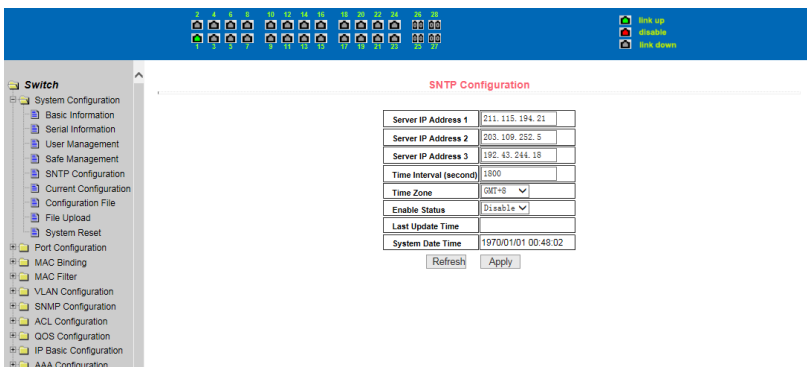 2 4 6 8 10 12 14 16 18 20 22 24 26 28
1 3 5 7 9 11 13 15 17 19 21 23 25 27
link up
disable
link down
Switch
System Configuration
Basic Information
Serial Information
User Management
Safe Management
SNTP Configuration
Current Configuration
Configuration File
File Upload
System Reset
Port Configuration
MAC Binding
MAC Filter
VLAN Configuration
SNMP Configuration
ACL Configuration
QOS Configuration
IP Basic Configuration
AAA Configuration
SNTP Configuration
Server IP Address 1 211.115.194.21
Server IP Address 2 203.109.252.5
Server IP Address 3 192.43.244.18
Time Interval (second) 1800
Time Zone GMT+8
Enable Status Disable
Last Update Time
System Date Time 1970/01/01 00:48:02
Refresh Apply